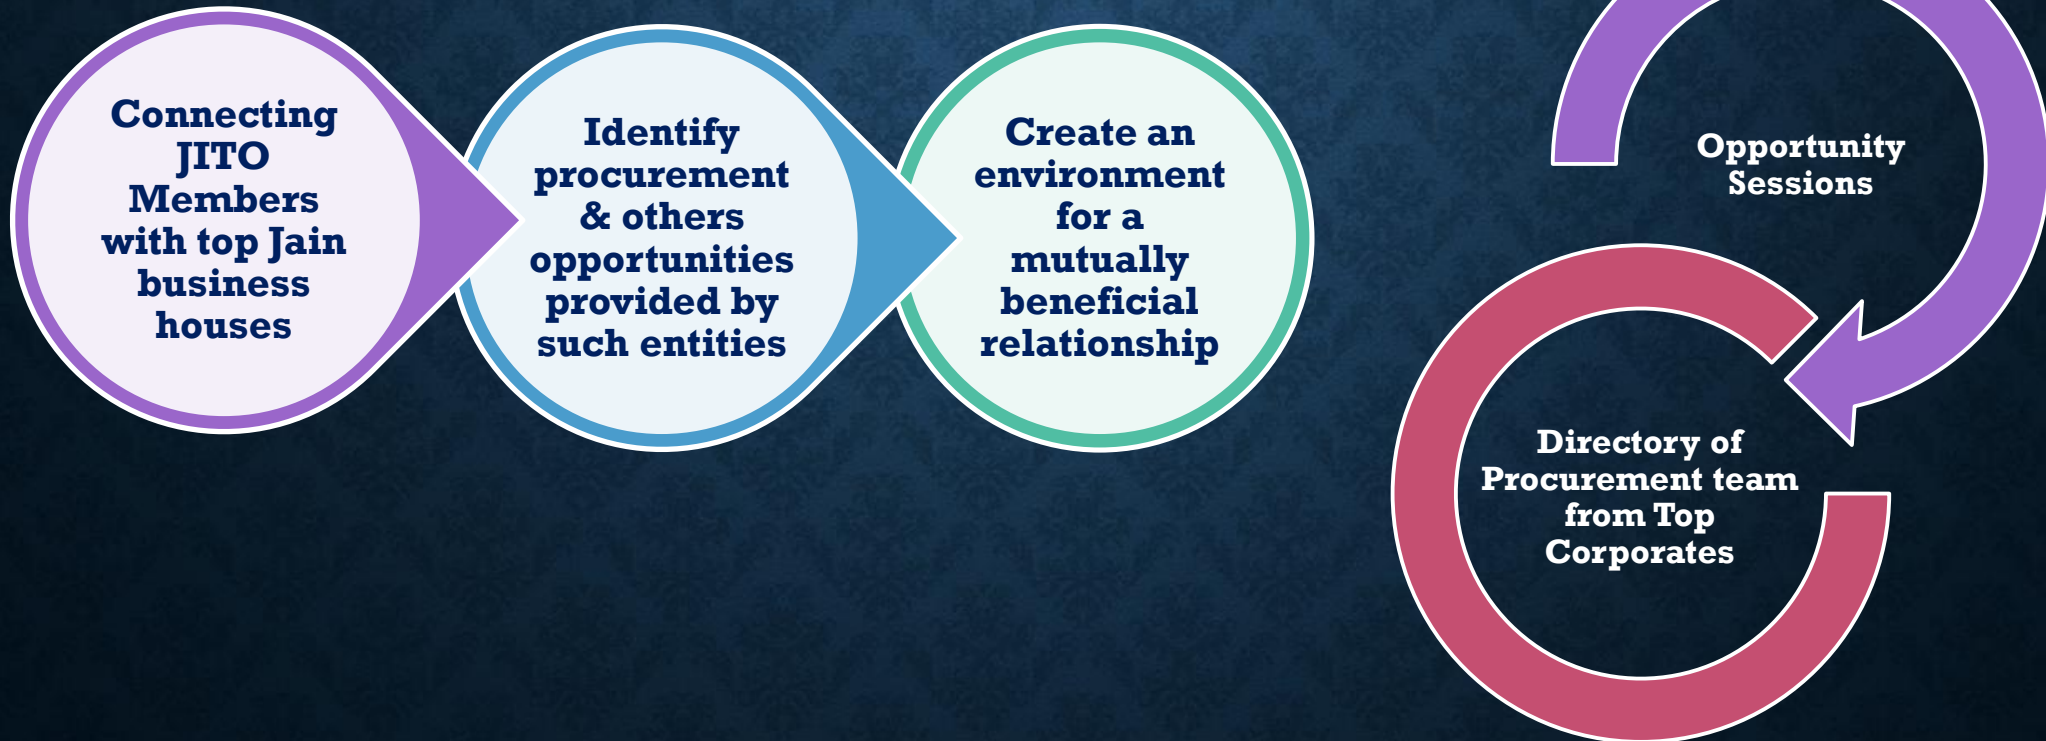 Connecting
JITO
Members
with top Jain
business
houses
Identify
procurement
& others
opportunities
provided by
such entities
Create an
environment
for a
mutually
beneficial
relationship
Opportunity
Sessions
Directory of
Procurement team
from Top
Corporates